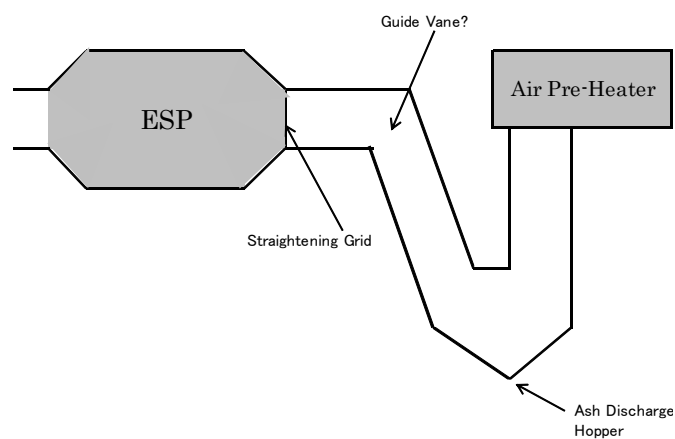 Guide Vane?
Air Pre-Heater
ESP
Straightening Grid
Ash Discharge
Hopper